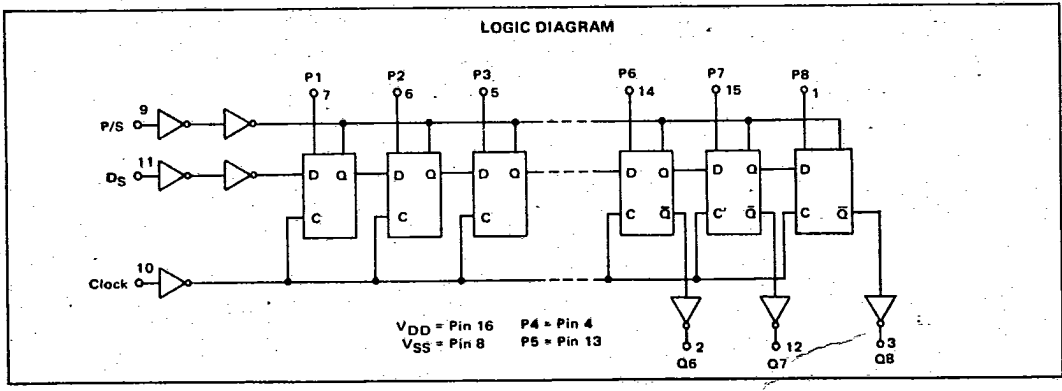 LOGIC DIAGRAM
P1
P2
P3
P6
P7
P8
7
6
5
14
15
1
9
P/S
11
DS
D Q
D Q
D Q
D Q
D Q
D
C
C
C
C Q̅
C' Q̅
C Q̅
10
Clock
VDD = Pin 16 P4 = Pin 4
VSS = Pin 8 P5 = Pin 13
2
12
3
Q6
Q7
Q8